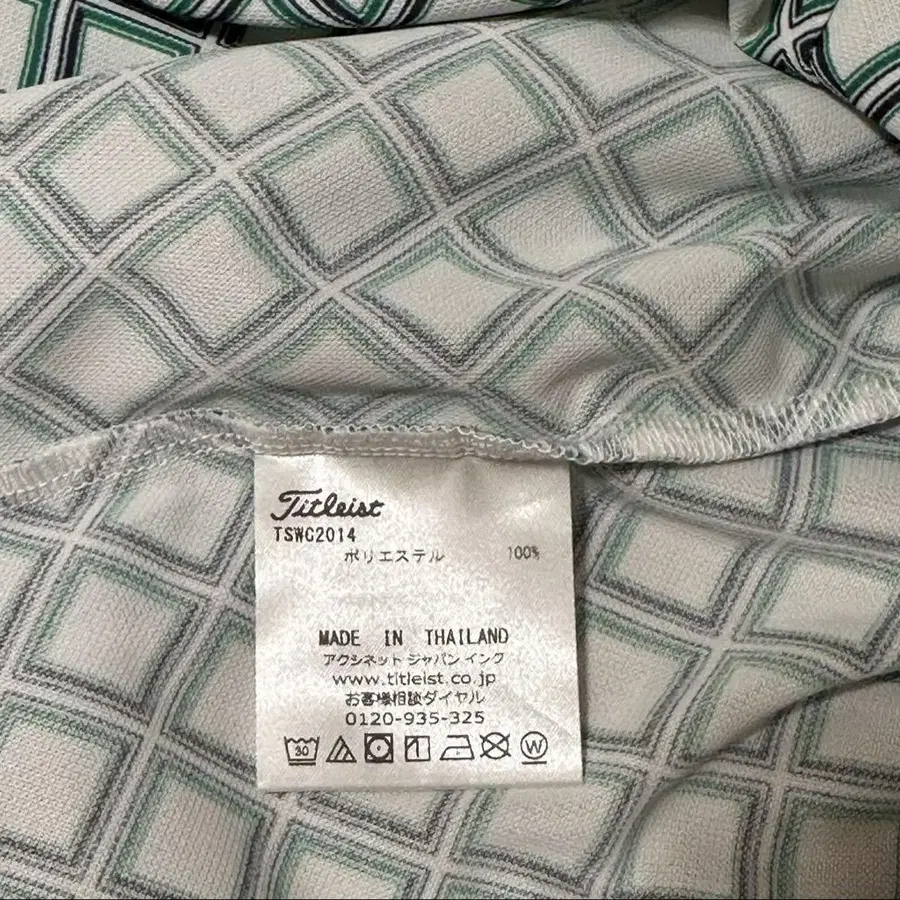 Titleist
TSWC2014
ポリエステル 100%
MADE IN THAILAND
アクシネット ジャパン インク
www.titleist.co.jp
お客様相談ダイヤル
0120-935-325
30 W